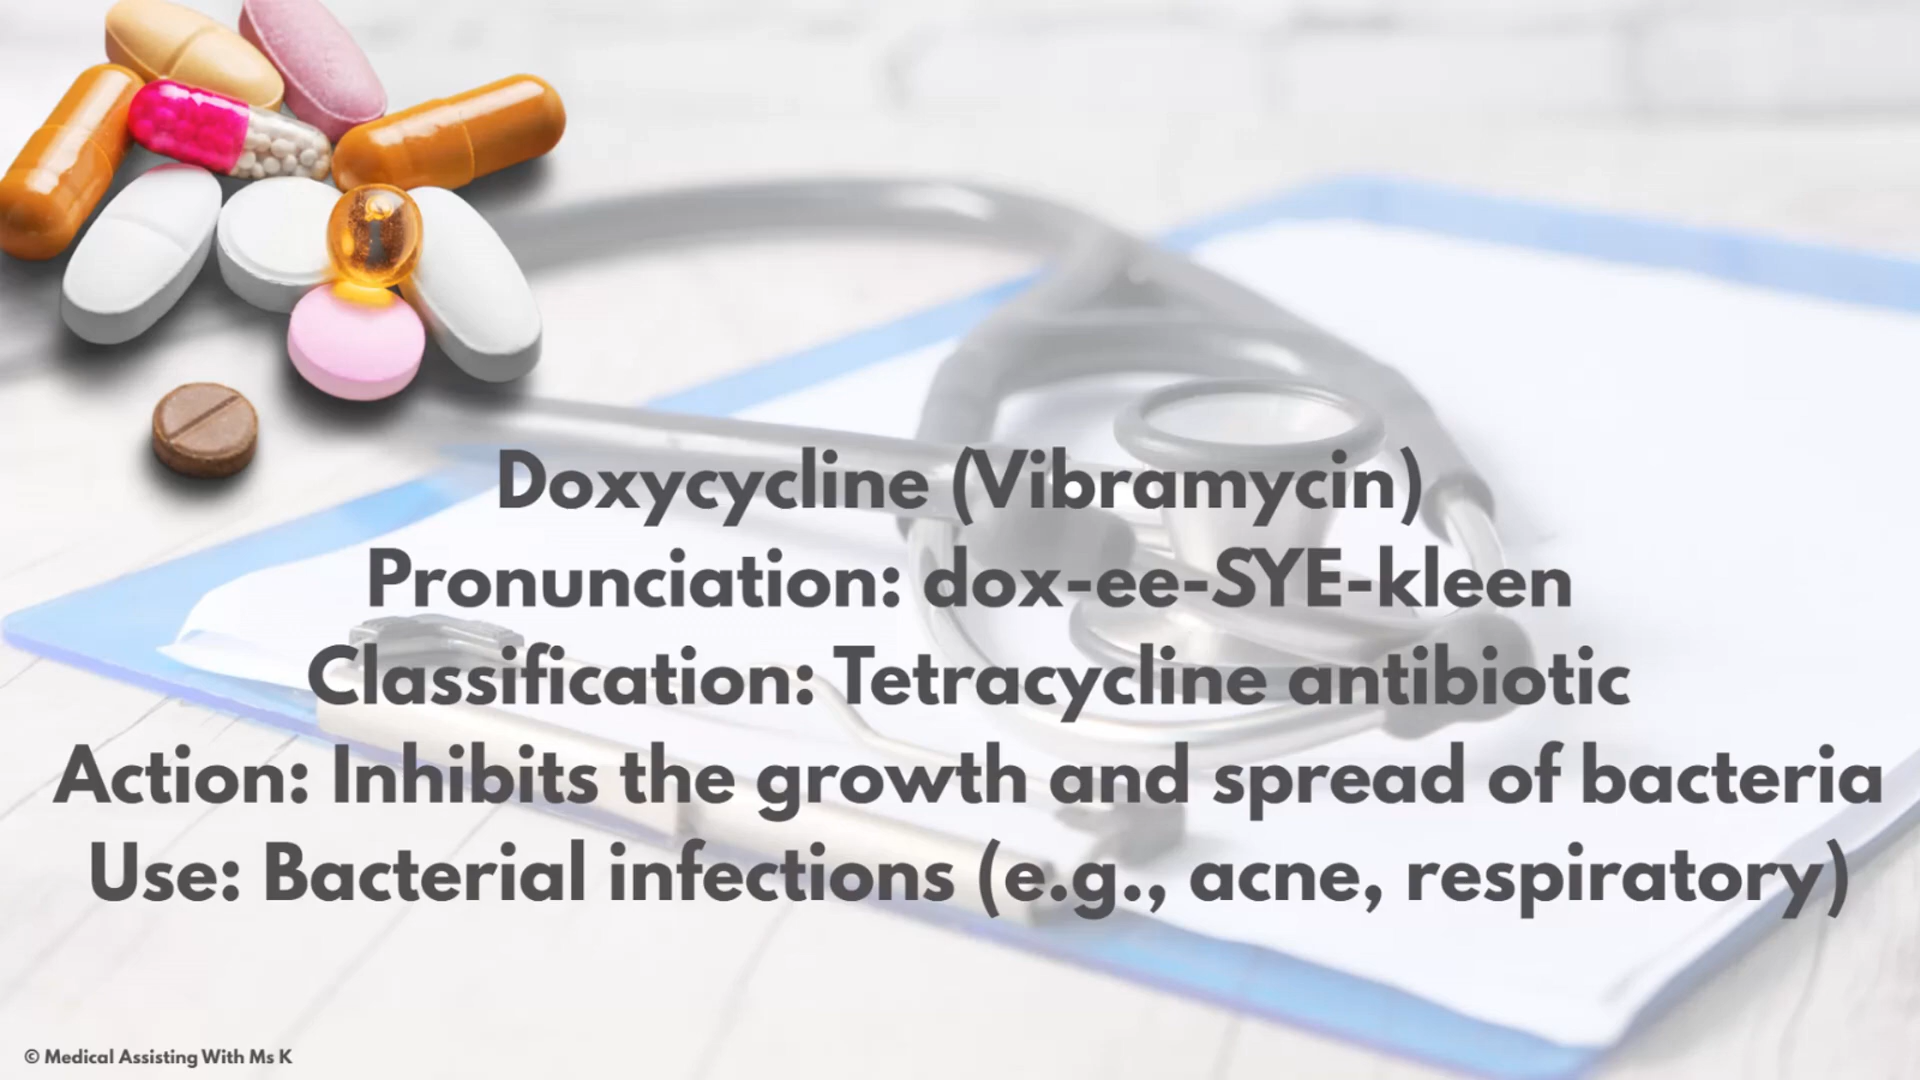 Doxycycline (Vibramycin)
Pronunciation: dox-ee-SYE-kleen
Classification: Tetracycline antibiotic
Action: Inhibits the growth and spread of bacteria
Use: Bacterial infections (e.g., acne, respiratory)
© Medical Assisting With Ms K